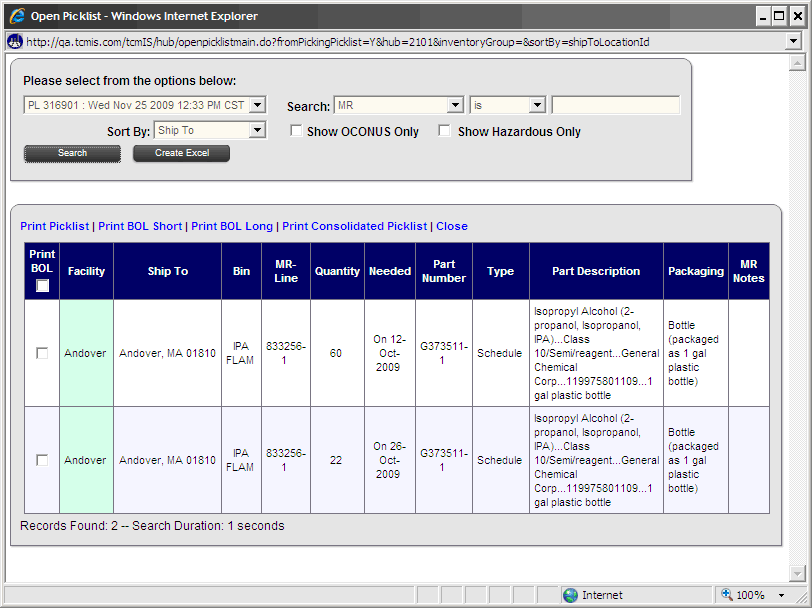 Open Picklist - Windows Internet Explorer
http://qa.tcmis.com/tcmIS/hub/openpicklistmain.do?fromPickingPicklist=Y&hub=2101&inventoryGroup=&sortBy=shipToLocationId
Please select from the options below:
PL 316901 : Wed Nov 25 2009 12:33 PM CST Search: MR is
Sort By: Ship To Show OCONUS Only Show Hazardous Only
Search Create Excel
Print Picklist | Print BOL Short | Print BOL Long | Print Consolidated Picklist | Close
Print
BOL
Facility
Ship To
Bin
MR-
Line
Quantity
Needed
Part
Number
Type
Part Description
Packaging
MR
Notes
Andover
Andover, MA 01810
IPA
FLAM
833256-
1
60
On 12-
Oct-
2009
G373511-
1
Schedule
Isopropyl Alcohol (2-
propanol, Isopropanol,
IPA)...Class
10/Semi/reagent...General
Chemical
Corp...119975801109...1
gal plastic bottle
Bottle
(packaged
as 1 gal
plastic
bottle)
Andover
Andover, MA 01810
IPA
FLAM
833256-
1
22
On 26-
Oct-
2009
G373511-
1
Schedule
Isopropyl Alcohol (2-
propanol, Isopropanol,
IPA)...Class
10/Semi/reagent...General
Chemical
Corp...119975801109...1
gal plastic bottle
Bottle
(packaged
as 1 gal
plastic
bottle)
Records Found: 2 -- Search Duration: 1 seconds
Internet 100%